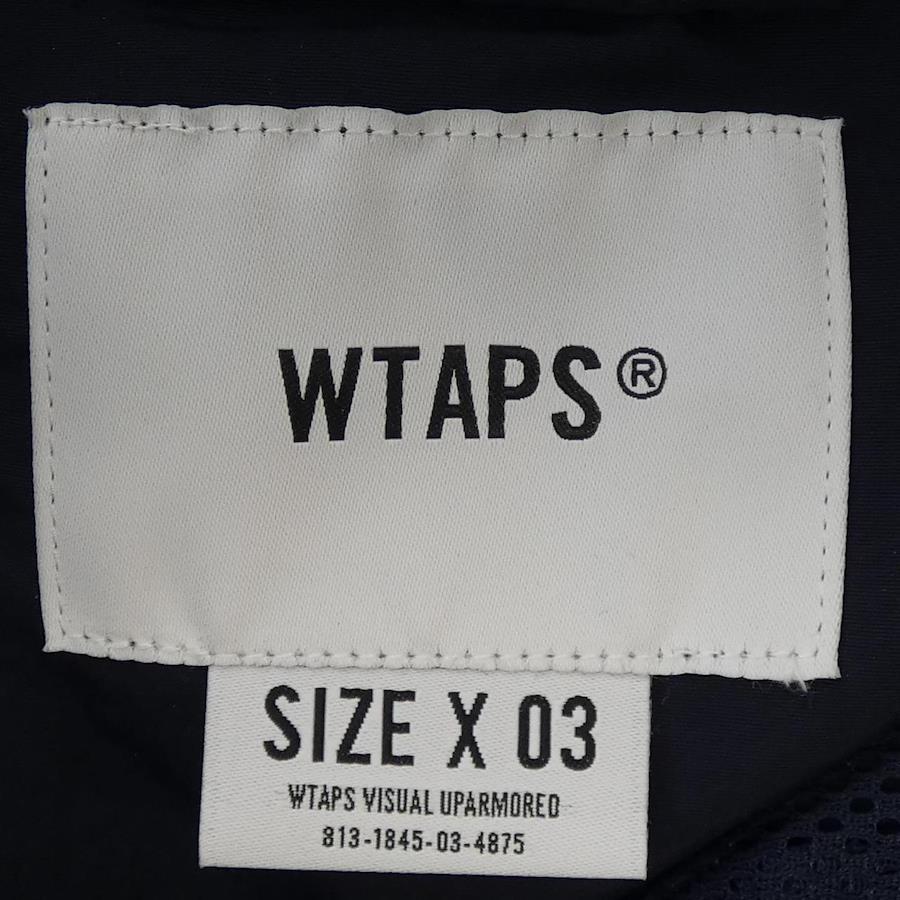 WTAPS®
SIZE X 03
WTAPS VISUAL UPARMORED
813-1845-03-4875